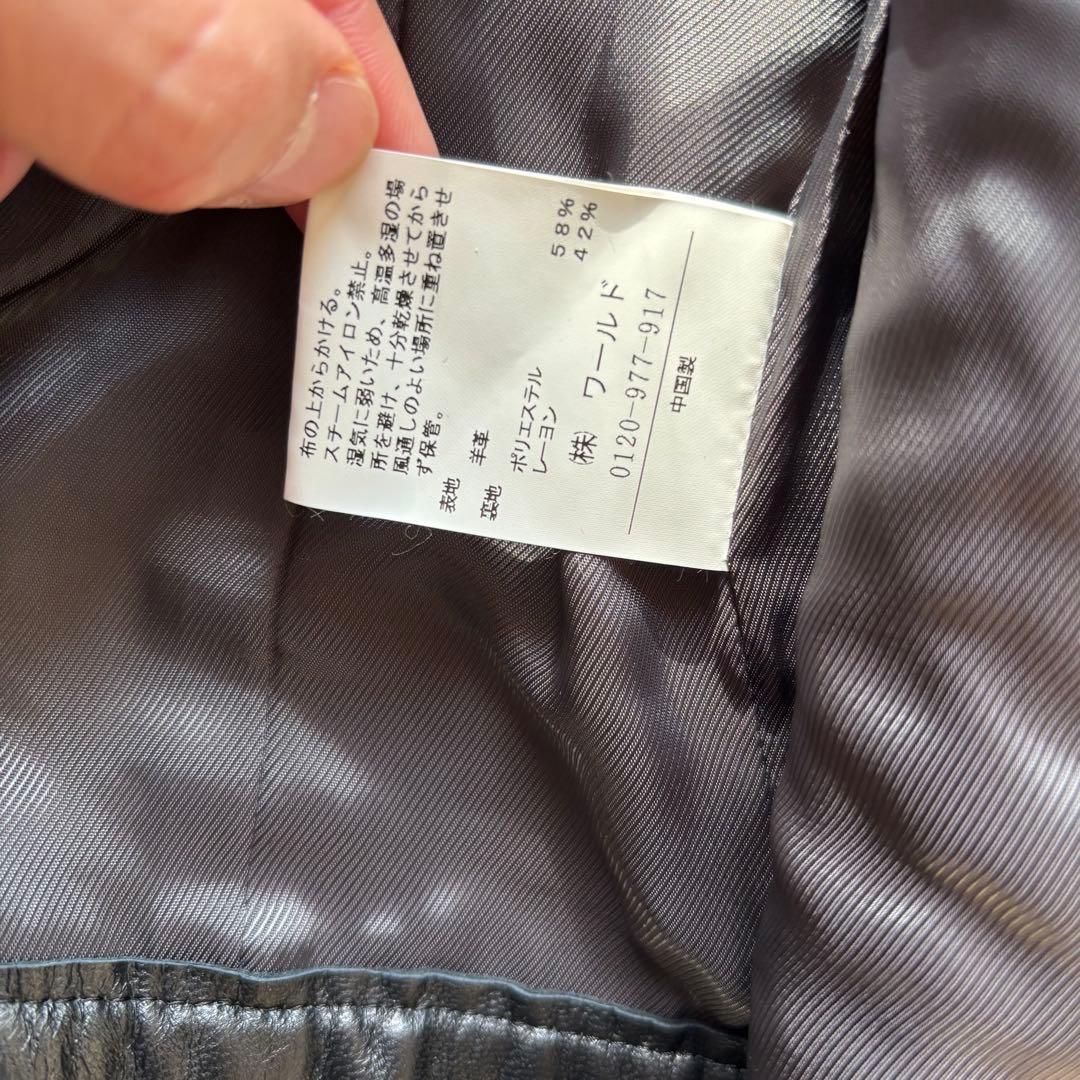 布の上からかける。
スチームアイロン禁止。
湿気に弱いため、高温多湿の場
所を避け、十分乾燥させてから
風通しのよい場所に重ね置きせ
ず保管。
表地 羊革
裏地 ポリエステル 58%
レーヨン 42%
㈱ ワールド
0120-977-917
中国製